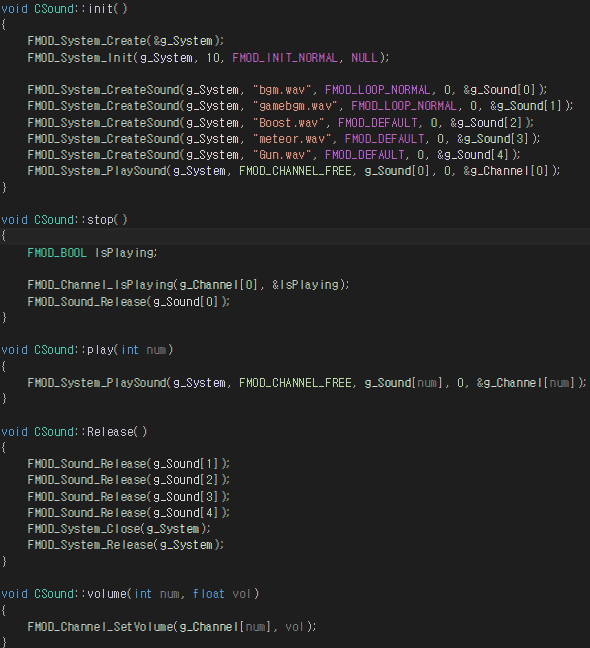 void CSound::init()
{
FMOD_System_Create(&g_System);
FMOD_System_Init(g_System, 10, FMOD_INIT_NORMAL, NULL);
FMOD_System_CreateSound(g_System, "bgm.wav", FMOD_LOOP_NORMAL, 0, &g_Sound[0]);
FMOD_System_CreateSound(g_System, "gamebgm.wav", FMOD_LOOP_NORMAL, 0, &g_Sound[1]);
FMOD_System_CreateSound(g_System, "Boost.wav", FMOD_DEFAULT, 0, &g_Sound[2]);
FMOD_System_CreateSound(g_System, "meteor.wav", FMOD_DEFAULT, 0, &g_Sound[3]);
FMOD_System_CreateSound(g_System, "Gun.wav", FMOD_DEFAULT, 0, &g_Sound[4]);
FMOD_System_PlaySound(g_System, FMOD_CHANNEL_FREE, g_Sound[0], 0, &g_Channel[0]);
}
void CSound::stop()
{
FMOD_BOOL IsPlaying;
FMOD_Channel_IsPlaying(g_Channel[0], &IsPlaying);
FMOD_Sound_Release(g_Sound[0]);
}
void CSound::play(int num)
{
FMOD_System_PlaySound(g_System, FMOD_CHANNEL_FREE, g_Sound[num], 0, &g_Channel[num]);
}
void CSound::Release()
{
FMOD_Sound_Release(g_Sound[1]);
FMOD_Sound_Release(g_Sound[2]);
FMOD_Sound_Release(g_Sound[3]);
FMOD_Sound_Release(g_Sound[4]);
FMOD_System_Close(g_System);
FMOD_System_Release(g_System);
}
void CSound::volume(int num, float vol)
{
FMOD_Channel_SetVolume(g_Channel[num], vol);
}